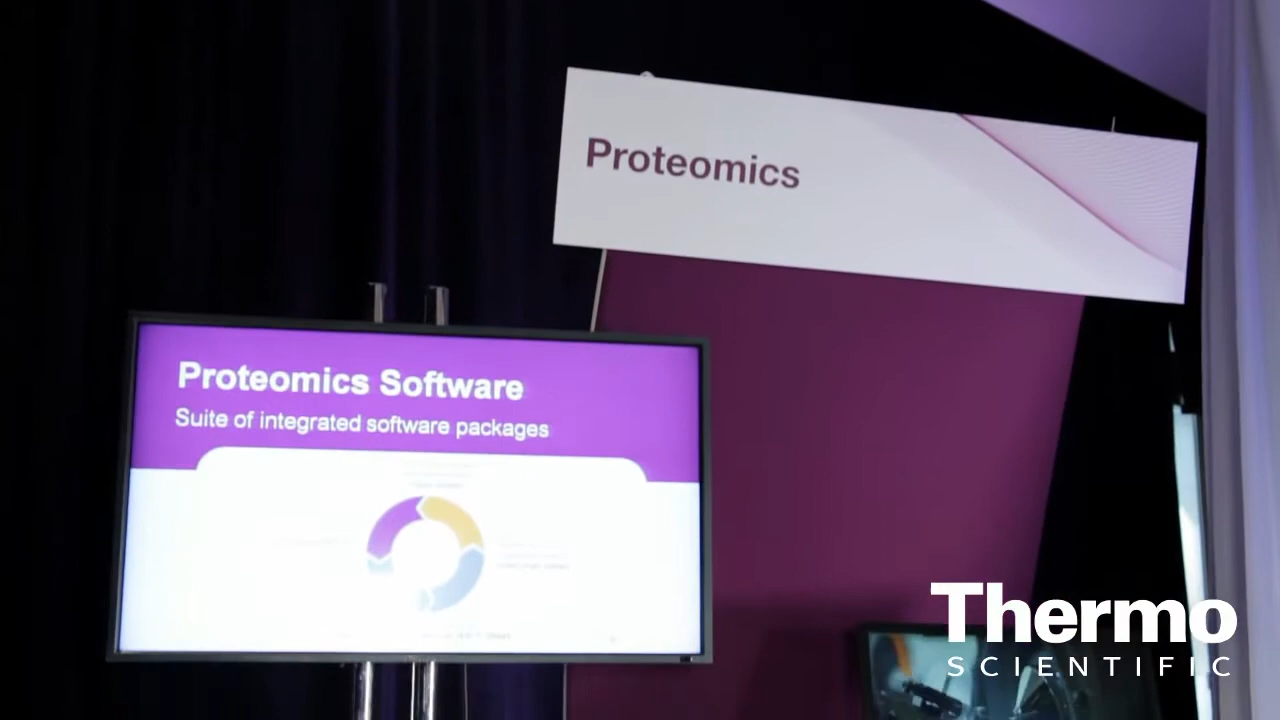 Proteomics
Proteomics Software
Suite of integrated software packages
Thermo
SCIENTIFIC